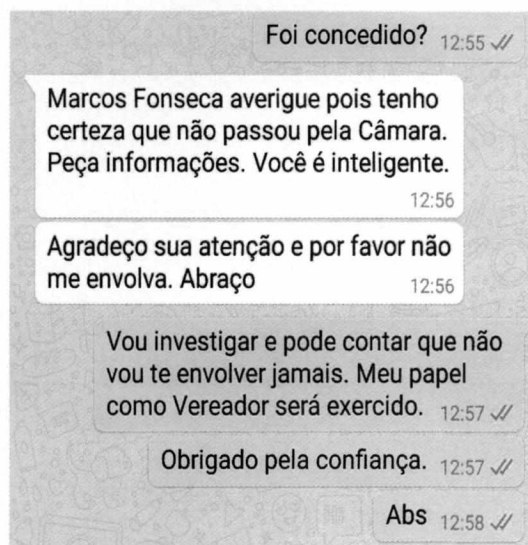 Foi concedido? 12:55
Marcos Fonseca averigue pois tenho
certeza que não passou pela Câmara.
Peça informações. Você é inteligente.
12:56
Agradeço sua atenção e por favor não
me envolva. Abraço 12:56
Vou investigar e pode contar que não
vou te envolver jamais. Meu papel
como Vereador será exercido. 12:57
Obrigado pela confiança. 12:57
Abs 12:58